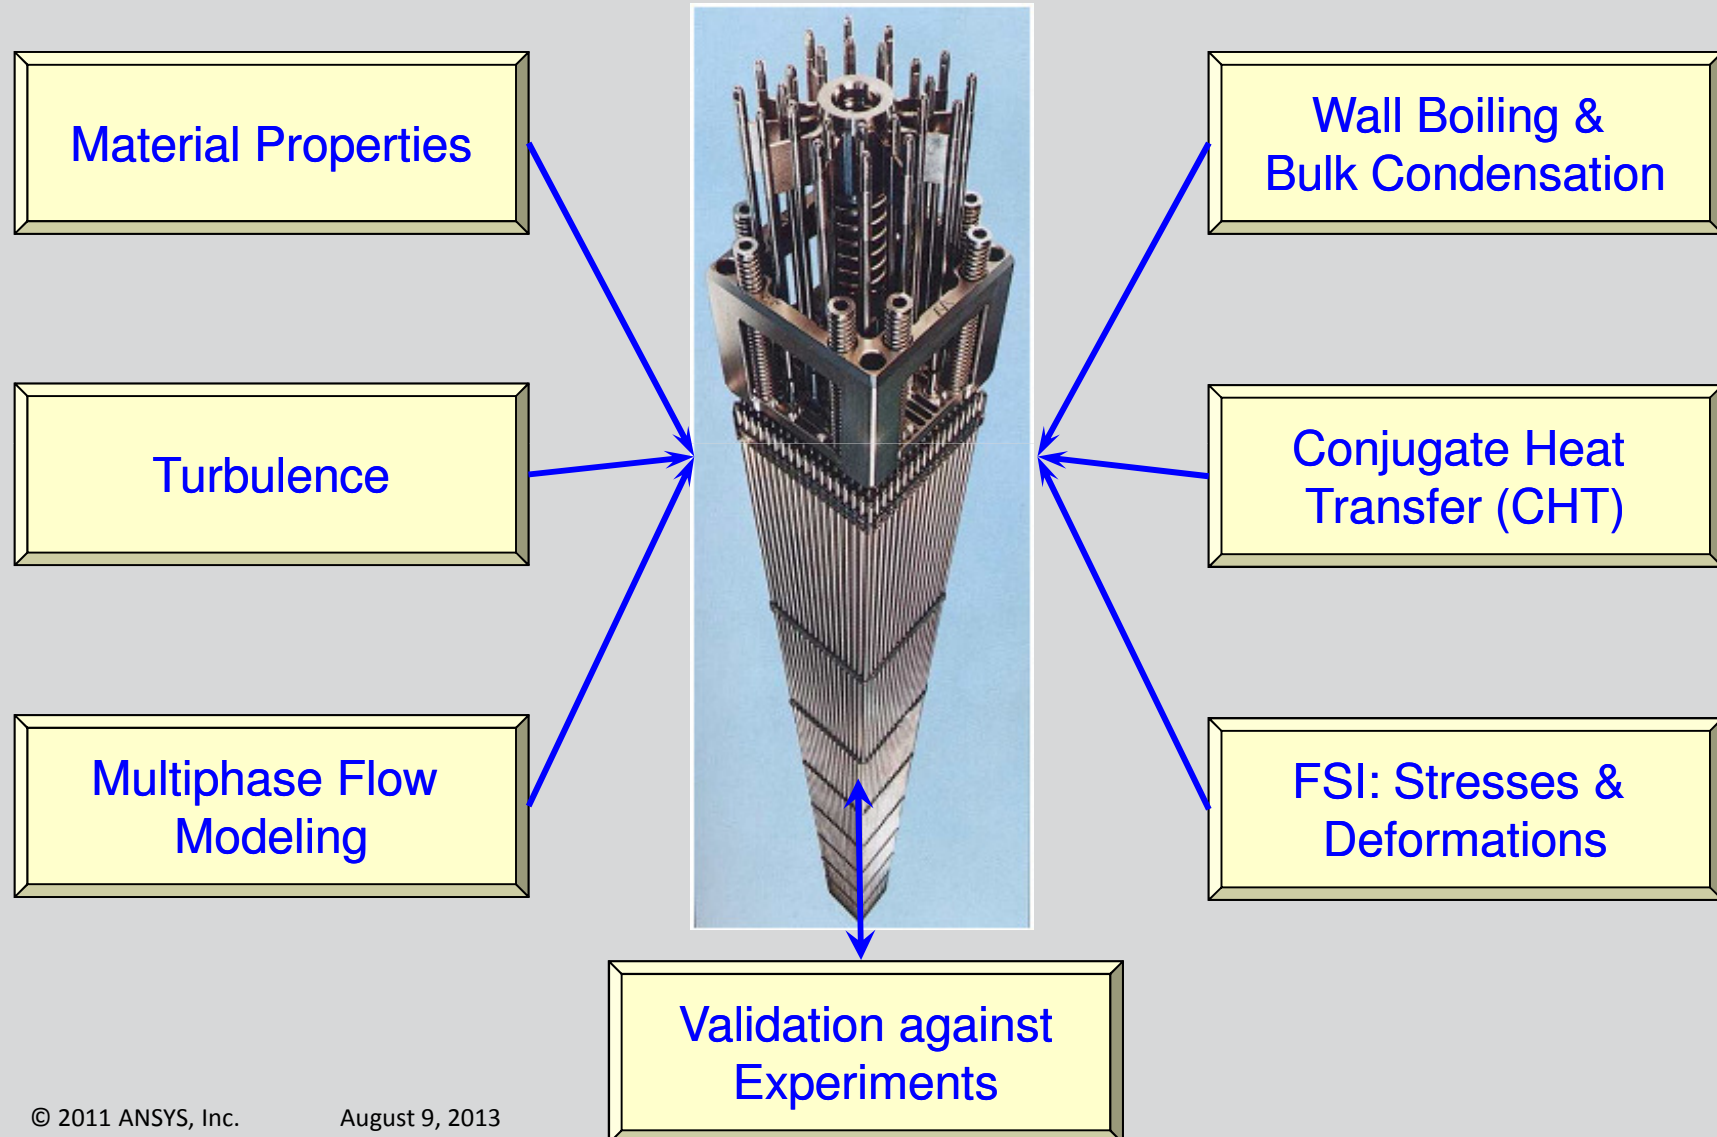 Material Properties
Turbulence
Multiphase Flow
Modeling
Wall Boiling &
Bulk Condensation
Conjugate Heat
Transfer (CHT)
FSI: Stresses &
Deformations
Validation against
Experiments
© 2011 ANSYS, Inc. August 9, 2013